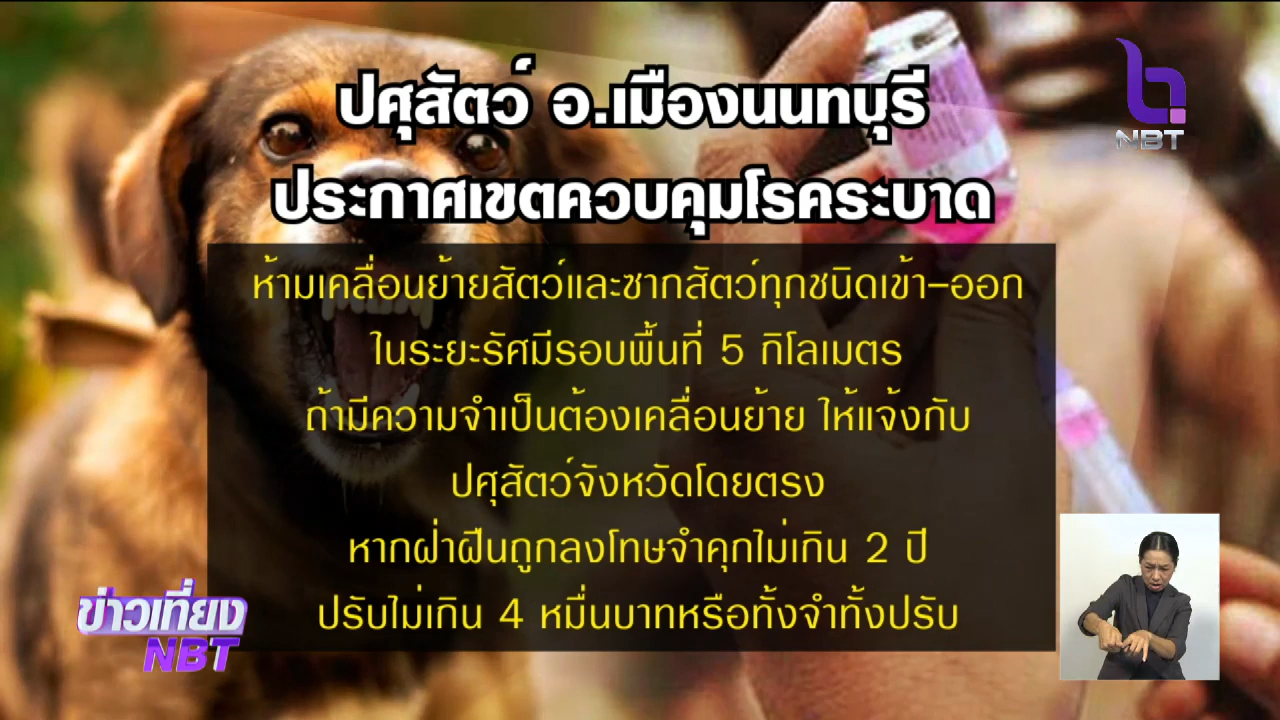 ปศุสัตว์ อ.เมืองนนทบุรี
ประกาศเขตควบคุมโรคระบาด
NBT
ห้ามเคลื่อนย้ายสัตว์และซากสัตว์ทุกชนิดเข้า-ออก
ในระยะรัศมีรอบพื้นที่ 5 กิโลเมตร
ถ้ามีความจำเป็นต้องเคลื่อนย้าย ให้แจ้งกับ
ปศุสัตว์จังหวัดโดยตรง
หากฝ่าฝืนถูกลงโทษจำคุกไม่เกิน 2 ปี
ปรับไม่เกิน 4 หมื่นบาทหรือทั้งจำทั้งปรับ
ข่าวเที่ยง
NBT